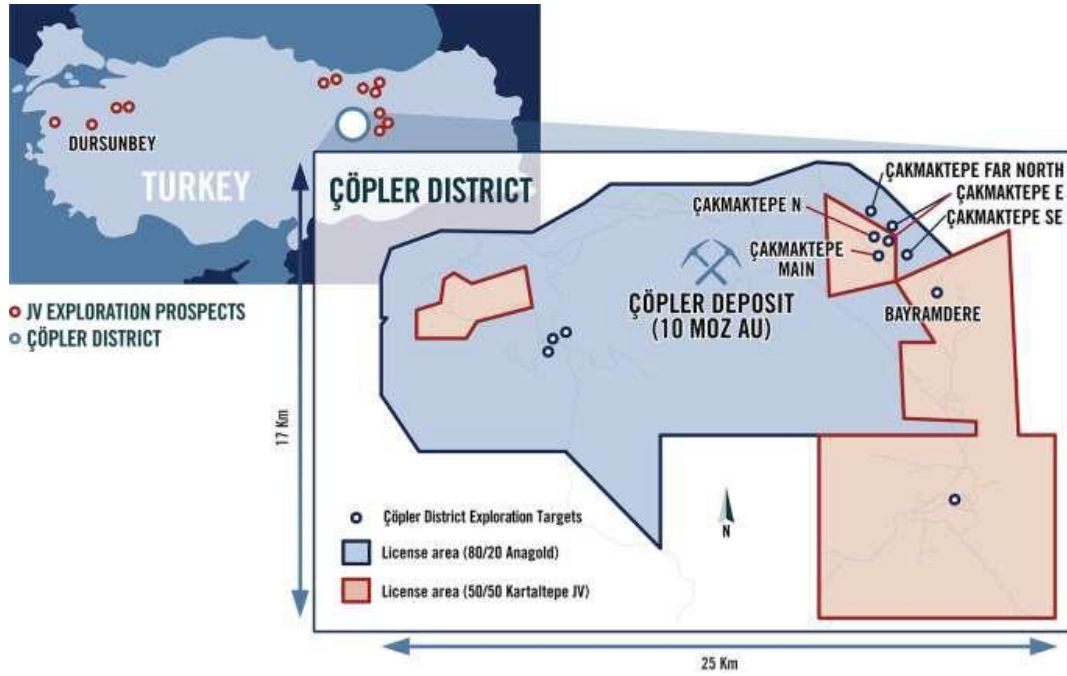 DURSUNBEY
TURKEY
JV EXPLORATION PROSPECTS
ÇÖPLER DISTRICT
ÇÖPLER DISTRICT
ÇAKMAKTEPE FAR NORTH
ÇAKMAKTEPE N
ÇAKMAKTEPE E
ÇAKMAKTEPE SE
ÇAKMAKTEPE
MAIN
ÇÖPLER DEPOSIT
(10 MOZ AU)
BAYRAMDERE
17 Km
Çöpler District Exploration Targets
License area (80/20 Anagold)
License area (50/50 Kartaltepe JV)
N
25 Km